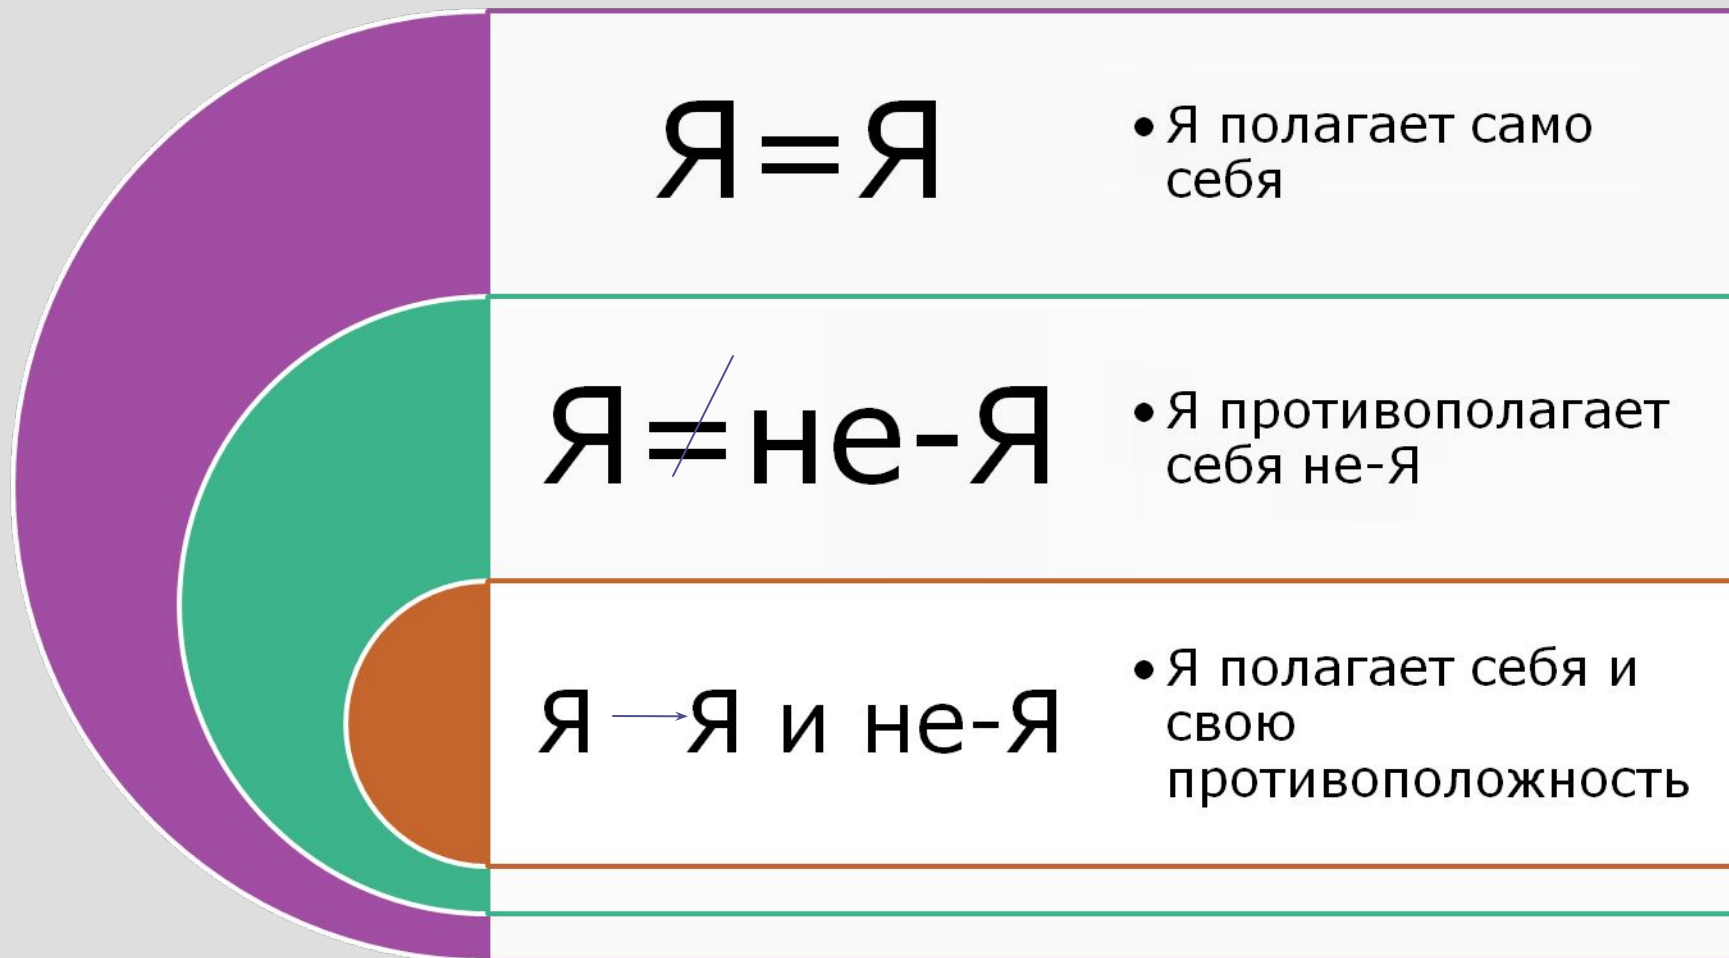 Я=Я
• Я полагает само
себя
Я≠не-Я
• Я противополагает
себя не-Я
Я →Я и не-Я
• Я полагает себя и
свою
противоположность